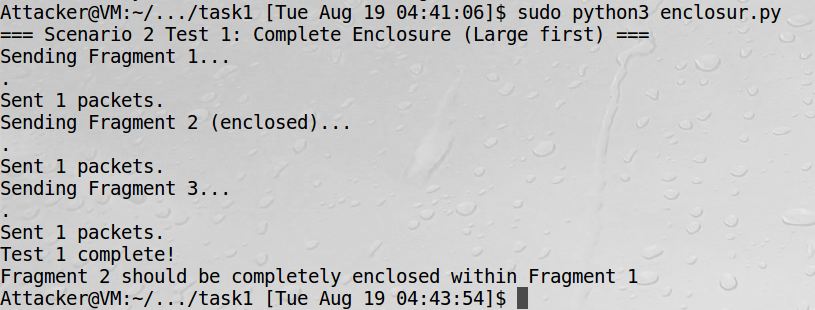 Attacker@VM:~/.../task1 [Tue Aug 19 04:41:06]$ sudo python3 enclosur.py
=== Scenario 2 Test 1: Complete Enclosure (Large first) ===
Sending Fragment 1...
.
Sent 1 packets.
Sending Fragment 2 (enclosed)...
.
Sent 1 packets.
Sending Fragment 3...
.
Sent 1 packets.
Test 1 complete!
Fragment 2 should be completely enclosed within Fragment 1
Attacker@VM:~/.../task1 [Tue Aug 19 04:43:54]$